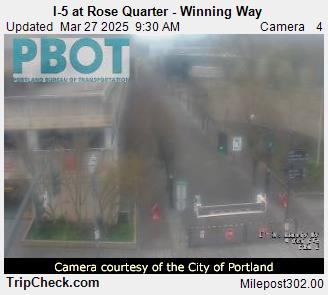 I-5 at Rose Quarter - Winning Way
Updated Mar 27 2025 9:30 AM Camera 4
PBOT
PORTLAND BUREAU OF TRANSPORTATION
Camera courtesy of the City of Portland
TripCheck.com Milepost302.00